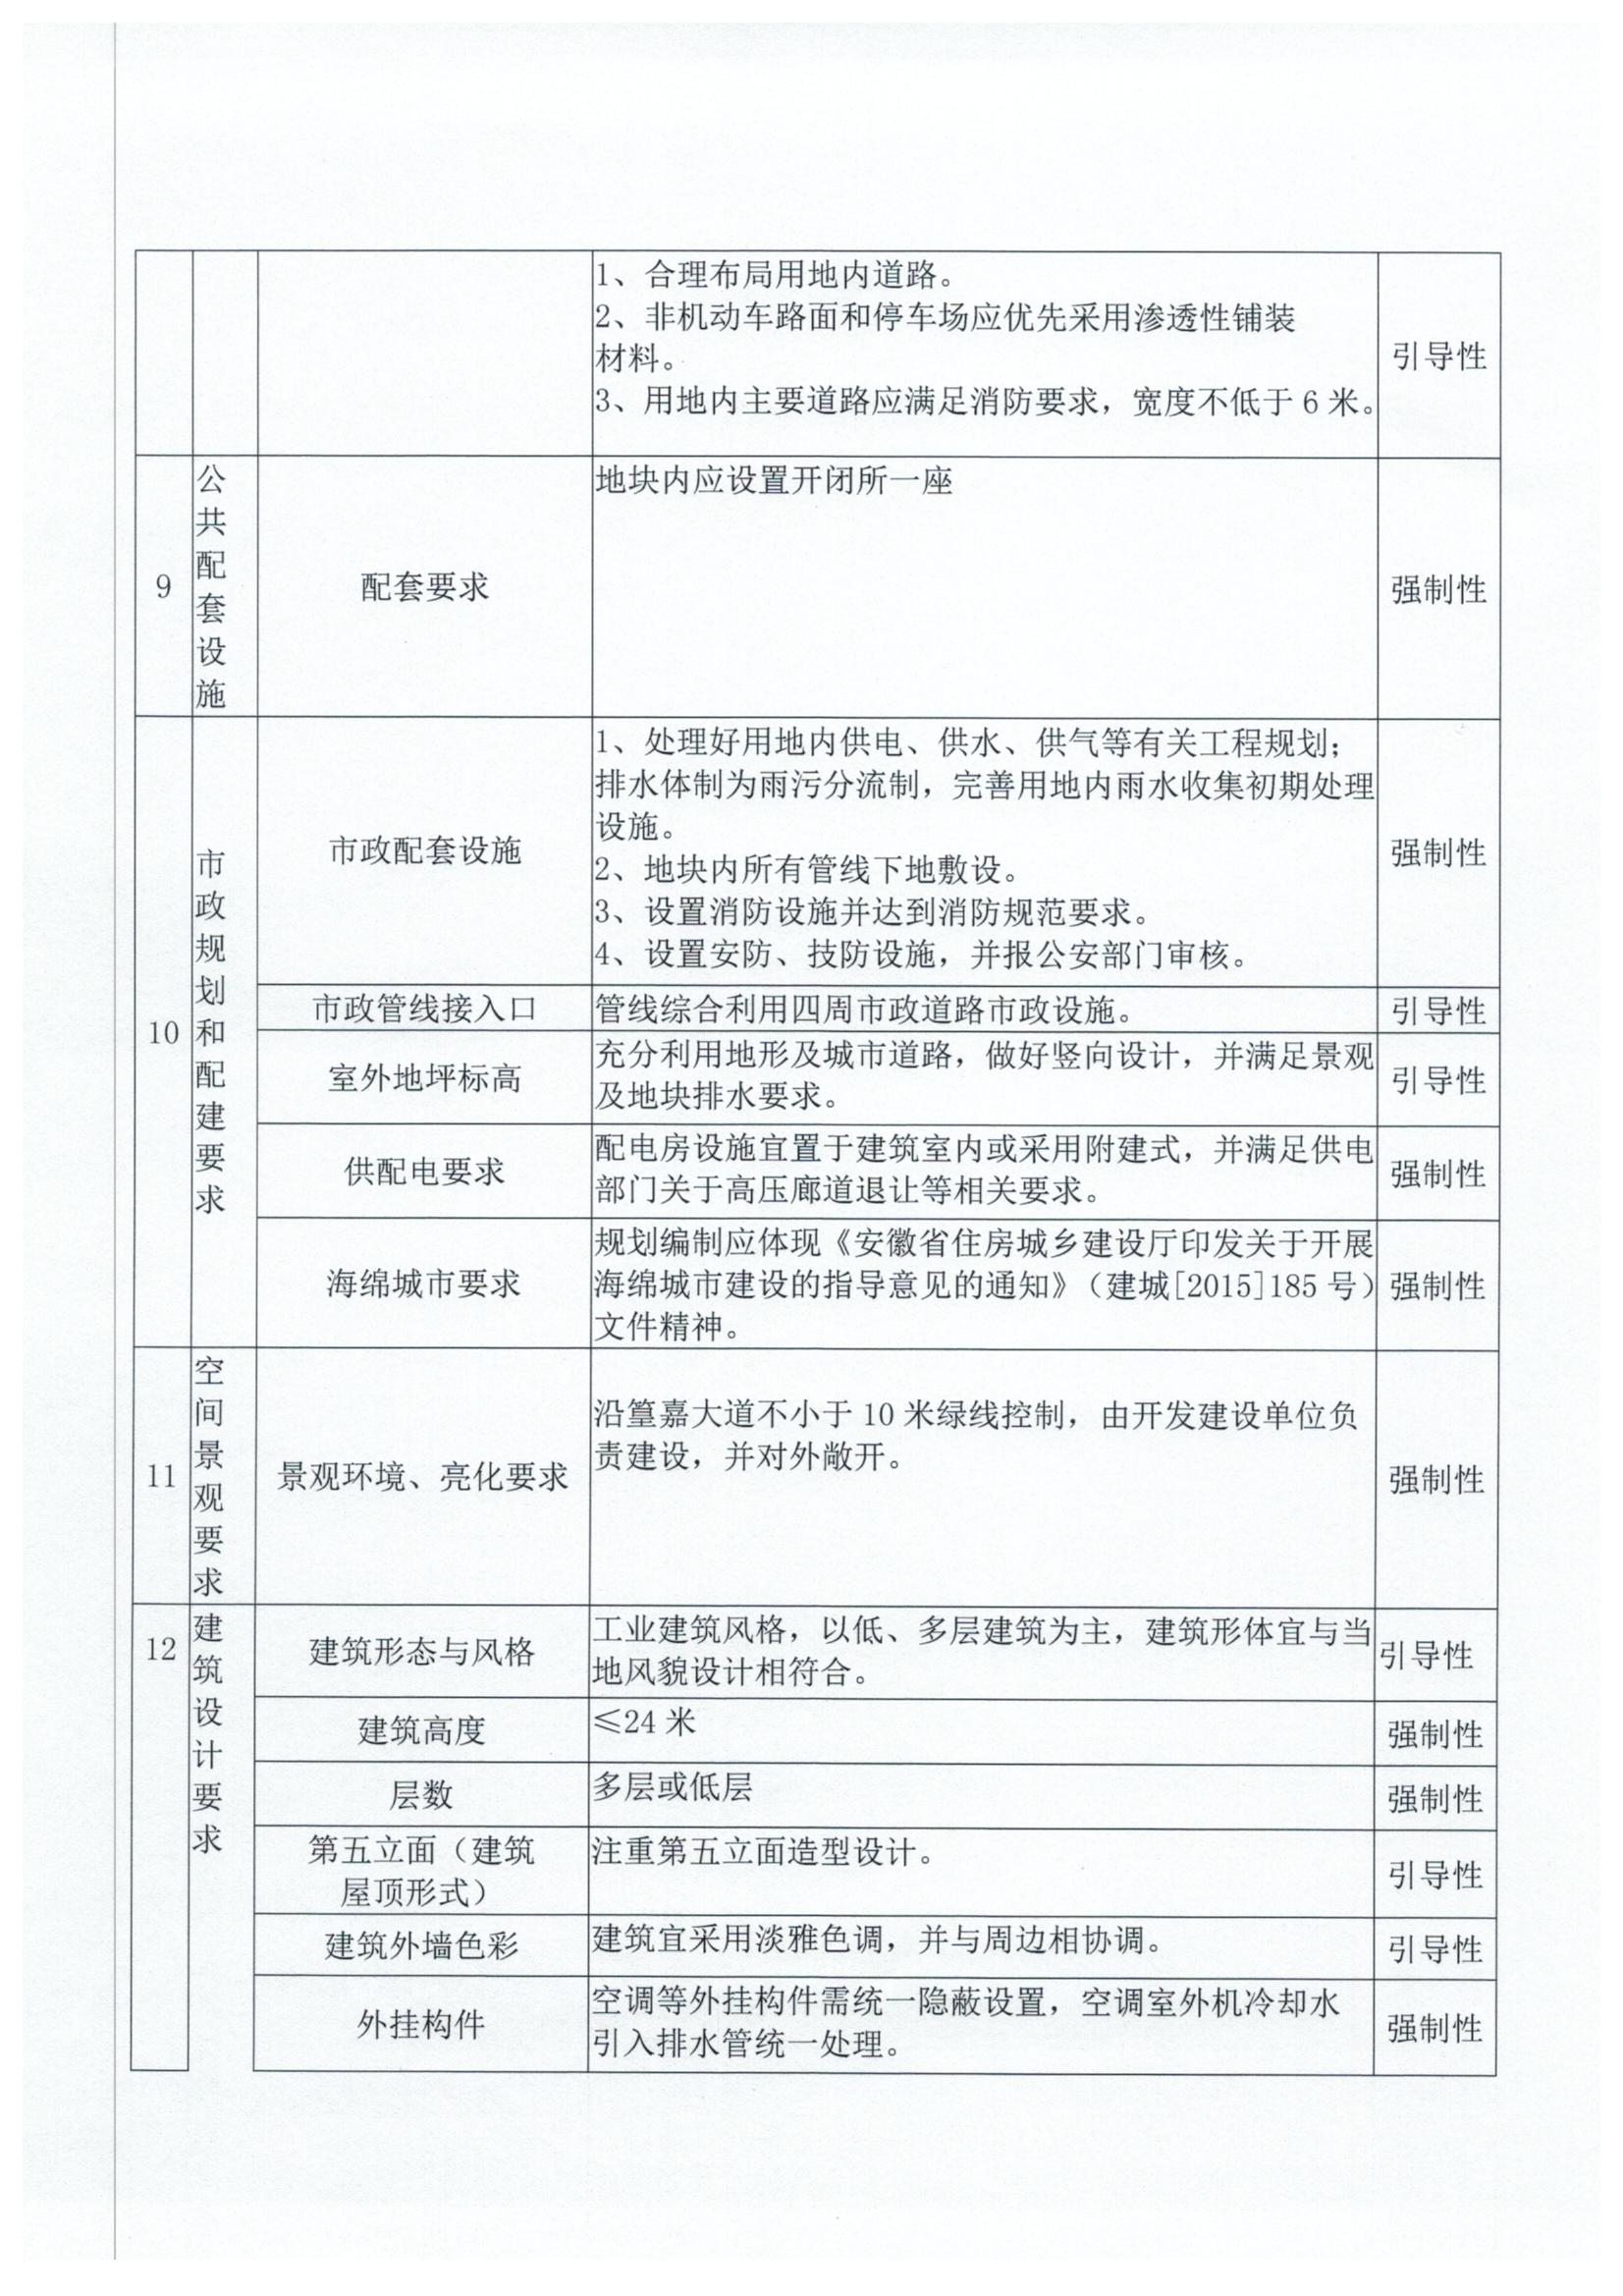 1、合理布局用地内道路。
2、非机动车路面和停车场应优先采用渗透性铺装
材料。
3、用地内主要道路应满足消防要求，宽度不低于 6 米。
引导性
9
公
共
配
套
设
施
配套要求
地块内应设置开闭所一座
强制性
10
市
政
规
划
和
配
建
要
求
市政配套设施
1、处理好用地内供电、供水、供气等有关工程规划；
排水体制为雨污分流制，完善用地内雨水收集初期处理
设施。
2、地块内所有管线下地敷设。
3、设置消防设施并达到消防规范要求。
4、设置安防、技防设施，并报公安部门审核。
强制性
市政管线接入口
管线综合利用四周市政道路市政设施。
引导性
室外地坪标高
充分利用地形及城市道路，做好竖向设计，并满足景观
及地块排水要求。
引导性
供配电要求
配电房设施宜置于建筑室内或采用附建式，并满足供电
部门关于高压廊道退让等相关要求。
强制性
海绵城市要求
规划编制应体现《安徽省住房城乡建设厅印发关于开展
海绵城市建设的指导意见的通知》（建城[2015]185 号）
文件精神。
强制性
11
空
间
景
观
要
求
景观环境、亮化要求
沿篁嘉大道不小于 10 米绿线控制，由开发建设单位负
责建设，并对外敞开。
强制性
12
建
筑
设
计
要
求
建筑形态与风格
工业建筑风格，以低、多层建筑为主，建筑形体宜与当
地风貌设计相符合。
引导性
建筑高度
≤24 米
强制性
层数
多层或低层
强制性
第五立面（建筑
屋顶形式）
注重第五立面造型设计。
引导性
建筑外墙色彩
建筑宜采用淡雅色调，并与周边相协调。
引导性
外挂构件
空调等外挂构件需统一隐蔽设置，空调室外机冷却水
引入排水管统一处理。
强制性